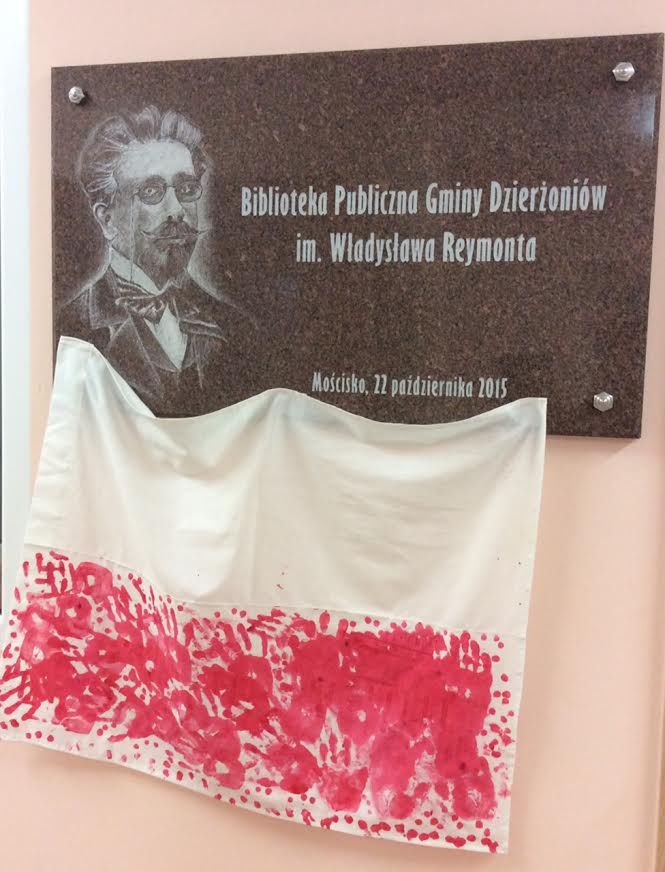 Biblioteka Publiczna Gminy Dzierżoniów
im. Władysława Reymonta
Mościsko, 22 października 2015